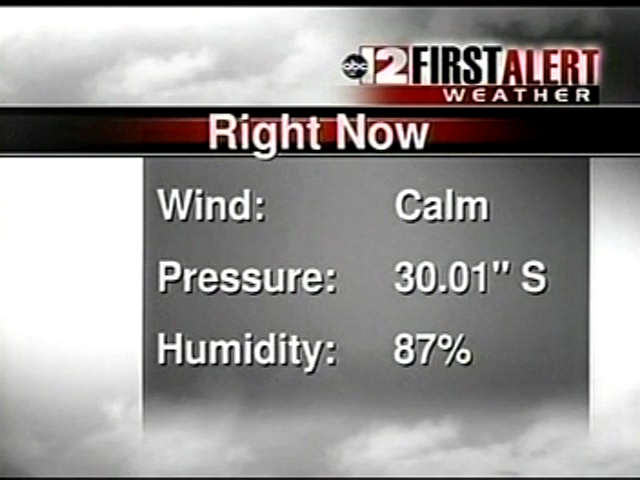 abc 12 FIRST ALERT
WEATHER
Right Now
Wind: Calm
Pressure: 30.01" S
Humidity: 87%